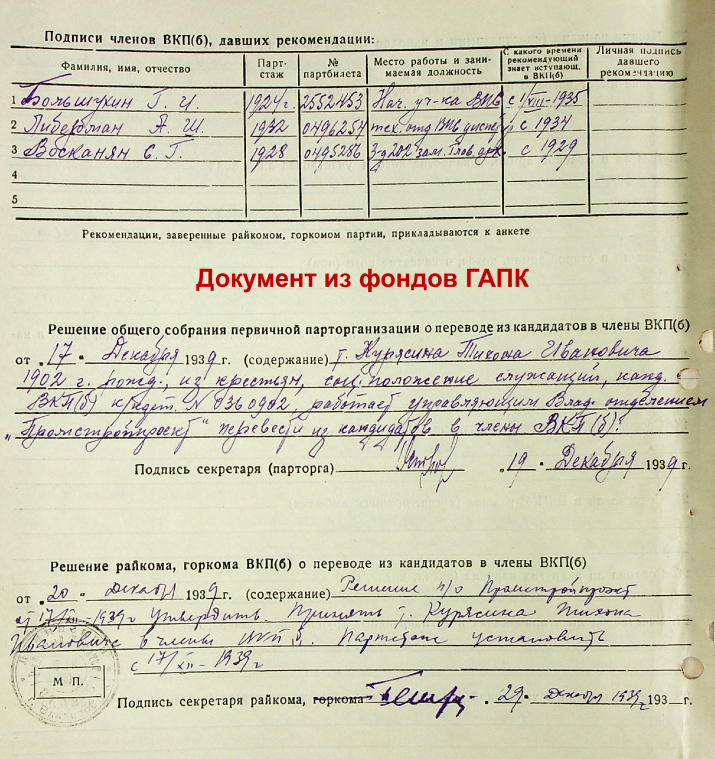 Подписи членов ВКП(б), давших рекомендации:
Фамилия, имя, отчество Парт-стаж № партбилета Место работы и занимаемая должность С какого времени рекомендующий знает вступающ. в ВКП(б) Личная подпись давшего рекомендацию
1 Большухин Г. И. 1924 г. 2552453 Нач. уч-ка с 1/VIII-1935
2 Либерман А. Ш. 1932 0496254 тех. отд с 1934
3 Восканян С. Г. 1928 0495286 З-д 202 зам. Глав. с 1929
4
5
Рекомендации, заверенные райкомом, горкомом партии, прикладываются к анкете
Документ из фондов ГАПК
Решение общего собрания первичной парторганизации о переводе из кандидатов в члены ВКП(б)
от „17" Декабря 1939 г. (содержание) т. Курясина Тихона Ивановича
1902 г. рожд., из крестьян, соц. положение служащий, канд.
ВКП(б) к/карт. N 0360902, работает управляющим Влад. отделением
„Промстройпроект" перевести из кандидатов в члены ВКП(б).
Подпись секретаря (парторга) „19" Декабря 1939 г.
Решение райкома, горкома ВКП(б) о переводе из кандидатов в члены ВКП(б)
от „20" Декабря 1939 г. (содержание) Решение п/о Промстройпроект
от 17/XII-1939 г утвердить. Принять т. Курясина Тихона
Ивановича в члены ВКП(б). Партстаж установить
с 17/XII-1939 г
М П.
Подпись секретаря райкома, горкома „29" Декабря 1939 г 193 г.